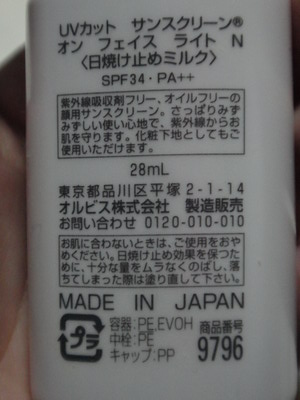 UVカット サンスクリーン®
オン フェイス ライト N
〈日焼け止めミルク〉
SPF34・PA++
紫外線吸収剤フリー、オイルフリーの
顔用サンスクリーン。さっぱりみず
みずしい使い心地で、紫外線からお
肌を守ります。化粧下地としてもご
使用いただけます。
28mL
東京都品川区平塚2-1-14
オルビス株式会社 製造販売
お問い合わせ 0120-010-010
お肌に合わないときは、ご使用をおや
めください。日焼け止め効果を保つた
めに、十分な量をムラなくのばし、落
ちてしまった際は塗り直して下さい。
MADE IN JAPAN
プラ
容器:PE,EVOH
中栓:PE
キャップ:PP
商品番号
9796